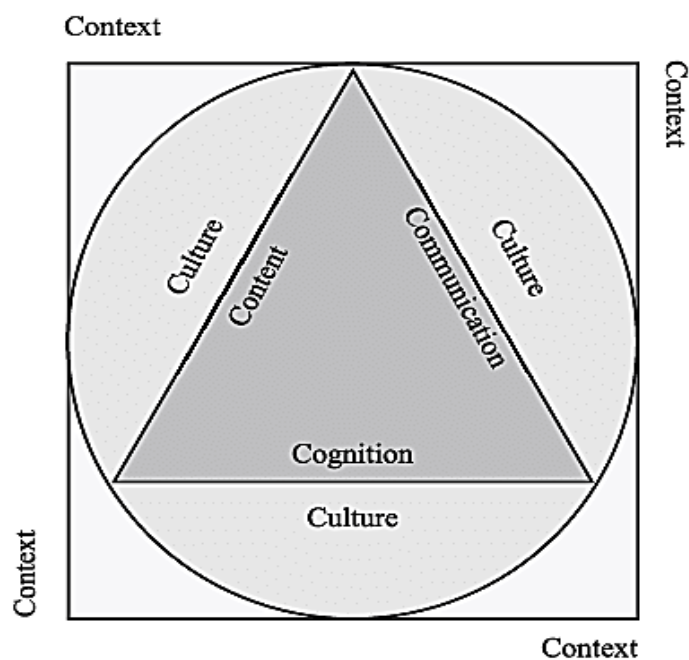 Context
Context
Culture
Content
Communication
Culture
Cognition
Culture
Context
Context